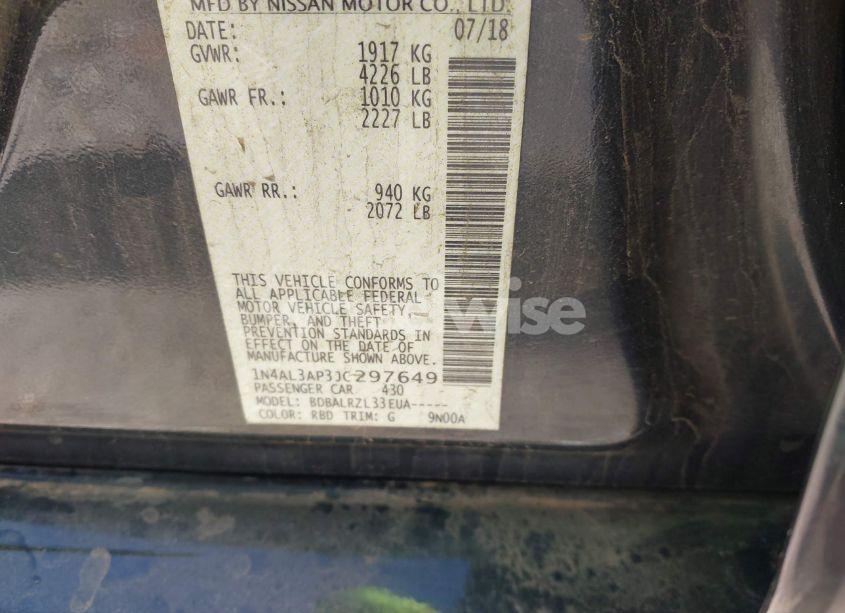 MFD BY NISSAN MOTOR CO., LTD.
DATE: 07/18
GVWR: 1917 KG
4226 LB
GAWR FR.: 1010 KG
2227 LB
GAWR RR.: 940 KG
2072 LB
THIS VEHICLE CONFORMS TO
ALL APPLICABLE FEDERAL
MOTOR VEHICLE SAFETY,
BUMPER, AND THEFT
PREVENTION STANDARDS IN
EFFECT ON THE DATE OF
MANUFACTURE SHOWN ABOVE.
1N4AL3AP3JC297649
PASSENGER CAR 430
MODEL: BDBALRZL33EUA-----
COLOR: RBD TRIM: G 9N00A